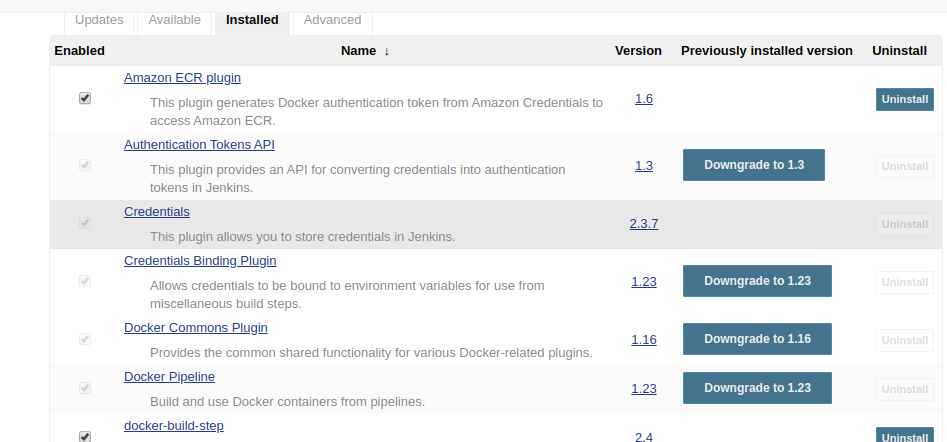 Updates Available Installed Advanced
Enabled Name ↓ Version Previously installed version Uninstall
Amazon ECR plugin
This plugin generates Docker authentication token from Amazon Credentials to
access Amazon ECR.
1.6 Uninstall
Authentication Tokens API
This plugin provides an API for converting credentials into authentication
tokens in Jenkins.
1.3 Downgrade to 1.3 Uninstall
Credentials
This plugin allows you to store credentials in Jenkins.
2.3.7 Uninstall
Credentials Binding Plugin
Allows credentials to be bound to environment variables for use from
miscellaneous build steps.
1.23 Downgrade to 1.23 Uninstall
Docker Commons Plugin
Provides the common shared functionality for various Docker-related plugins.
1.16 Downgrade to 1.16 Uninstall
Docker Pipeline
Build and use Docker containers from pipelines.
1.23 Downgrade to 1.23 Uninstall
docker-build-step
2.4 Uninstall